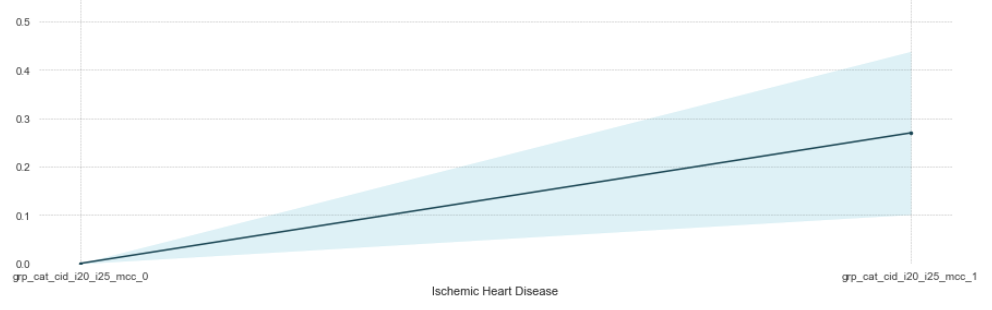 0.5
0.4
0.3
0.2
0.1
0.0
grp_cat_cid_i20_i25_mcc_0
grp_cat_cid_i20_i25_mcc_1
Ischemic Heart Disease